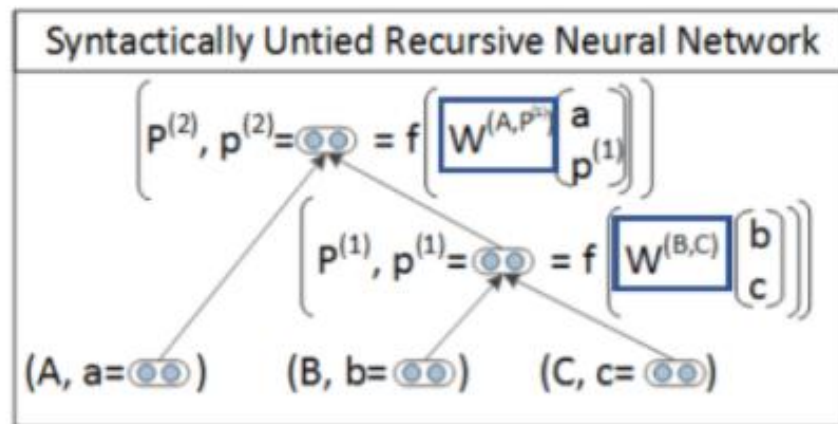 Syntactically Untied Recursive Neural Network
(P^(2), p^(2)= = f(W^(A,P^(1))(a
p^(1))))
(P^(1), p^(1)= = f(W^(B,C)(b
c)))
(A, a= ) (B, b= ) (C, c= )